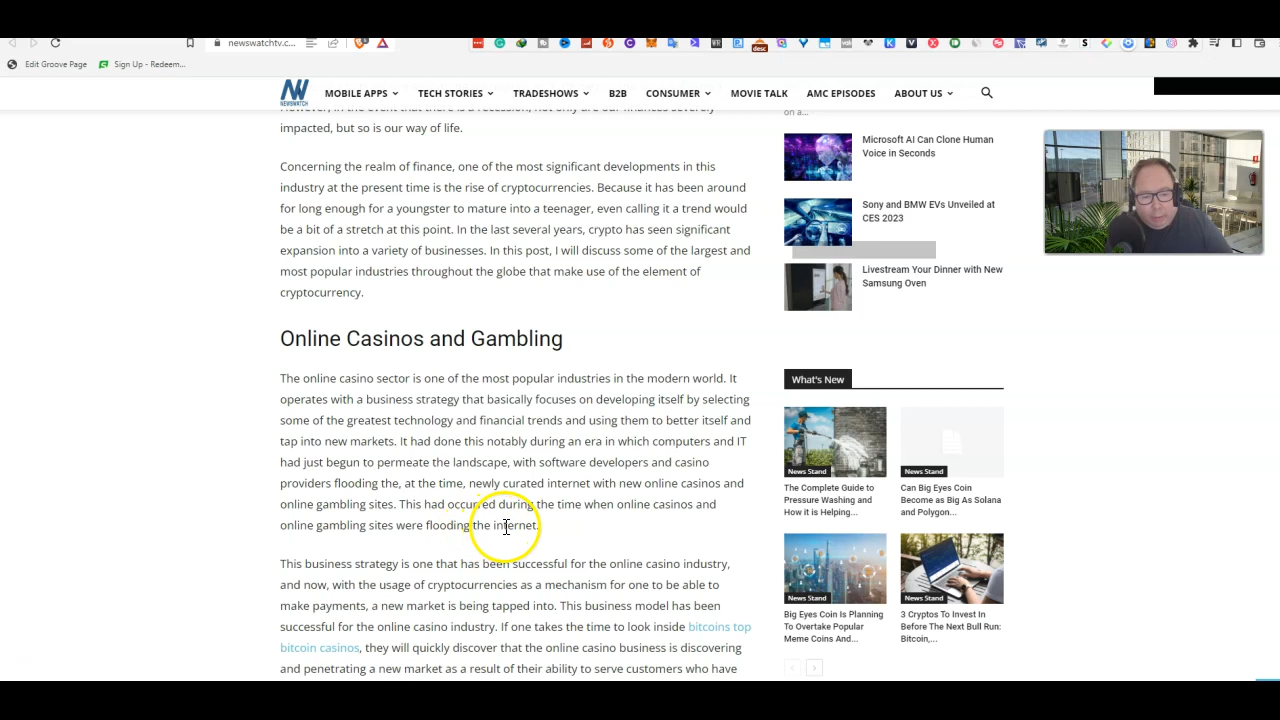 newswatchtv.c...
Edit Groove Page
Sign Up - Redeem...
desc
NEWSWATCH
MOBILE APPS
TECH STORIES
TRADESHOWS
B2B
CONSUMER
MOVIE TALK
AMC EPISODES
ABOUT US
impacted, but so is our way of life.
Concerning the realm of finance, one of the most significant developments in this
industry at the present time is the rise of cryptocurrencies. Because it has been around
for long enough for a youngster to mature into a teenager, even calling it a trend would
be a bit of a stretch at this point. In the last several years, crypto has seen significant
expansion into a variety of businesses. In this post, I will discuss some of the largest and
most popular industries throughout the globe that make use of the element of
cryptocurrency.
Online Casinos and Gambling
The online casino sector is one of the most popular industries in the modern world. It
operates with a business strategy that basically focuses on developing itself by selecting
some of the greatest technology and financial trends and using them to better itself and
tap into new markets. It had done this notably during an era in which computers and IT
had just begun to permeate the landscape, with software developers and casino
providers flooding the, at the time, newly curated internet with new online casinos and
online gambling sites. This had occurred during the time when online casinos and
online gambling sites were flooding the internet.
This business strategy is one that has been successful for the online casino industry,
and now, with the usage of cryptocurrencies as a mechanism for one to be able to
make payments, a new market is being tapped into. This business model has been
successful for the online casino industry. If one takes the time to look inside bitcoins top
bitcoin casinos, they will quickly discover that the online casino business is discovering
and penetrating a new market as a result of their ability to serve customers who have
on a...
Microsoft AI Can Clone Human
Voice in Seconds
Sony and BMW EVs Unveiled at
CES 2023
Livestream Your Dinner with New
Samsung Oven
What's New
News Stand
The Complete Guide to
Pressure Washing and
How it is Helping...
News Stand
Can Big Eyes Coin
Become as Big As Solana
and Polygon...
News Stand
Big Eyes Coin Is Planning
To Overtake Popular
Meme Coins And...
News Stand
3 Cryptos To Invest In
Before The Next Bull Run:
Bitcoin,...